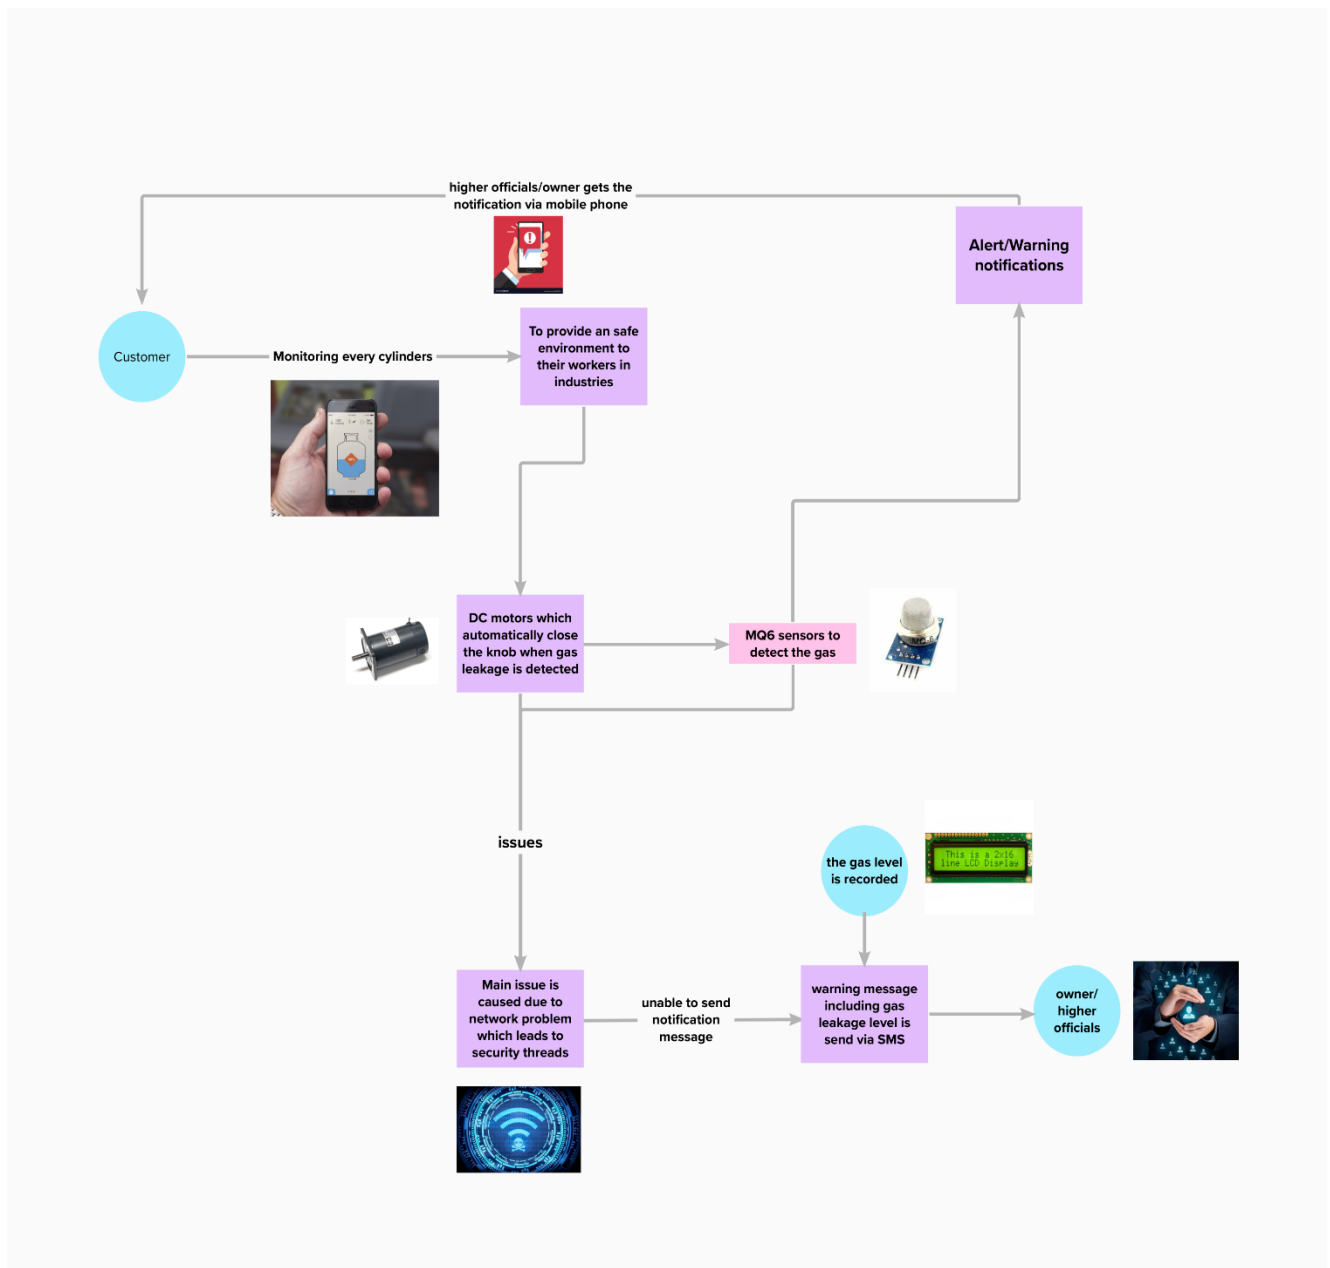 higher officials/owner gets the
notification via mobile phone
Alert/Warning
notifications
Customer
Monitoring every cylinders
To provide an safe
environment to
their workers in
industries
DC motors which
automatically close
the knob when gas
leakage is detected
MQ6 sensors to
detect the gas
MQ-6
issues
the gas level
is recorded
This is a 2x16
line LCD Display
Main issue is
caused due to
network problem
which leads to
security threads
unable to send
notification
message
warning message
including gas
leakage level is
send via SMS
owner/
higher
officials